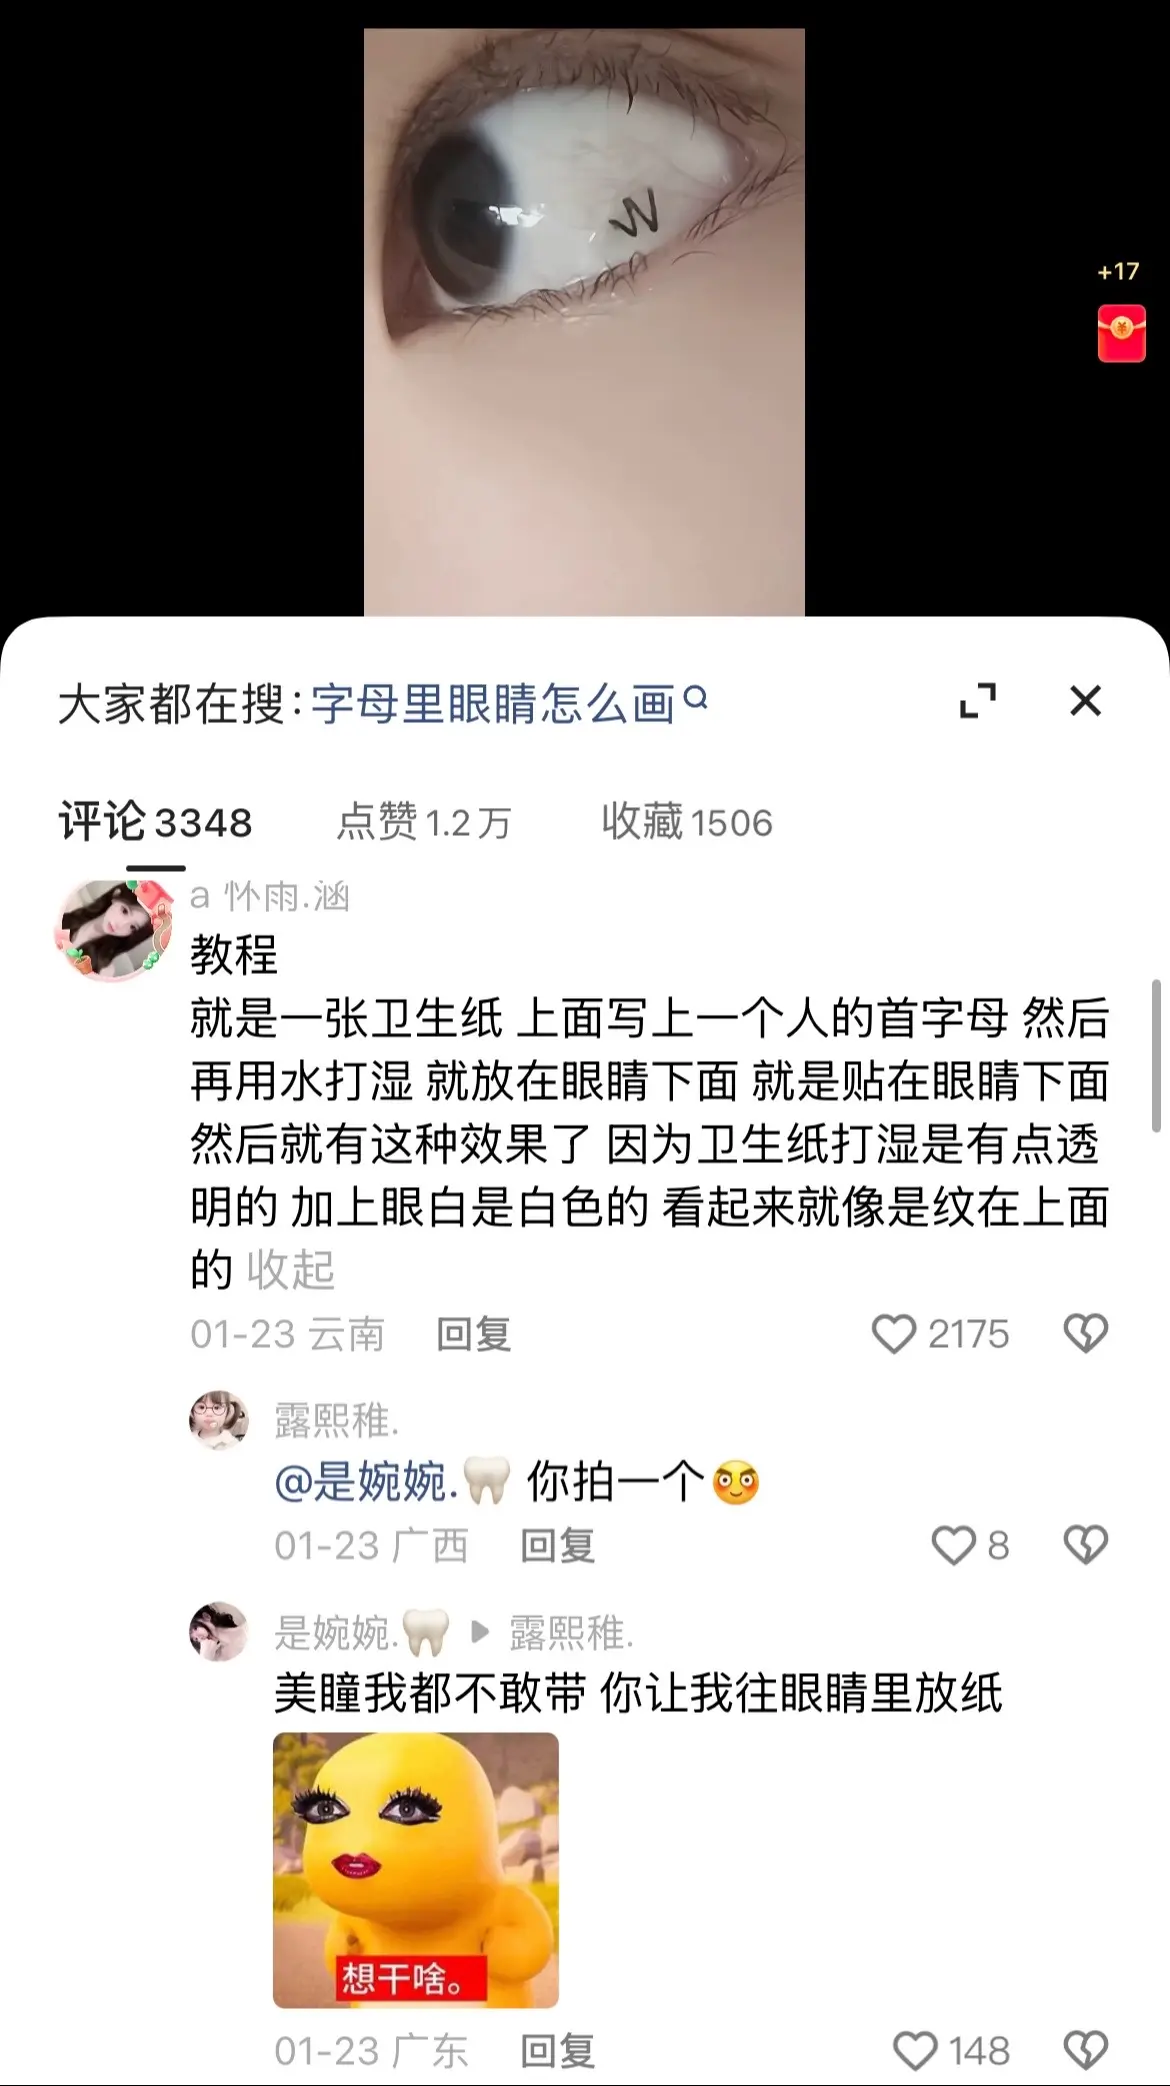 W
+17
大家都在搜:字母里眼睛怎么画
评论3348 点赞1.2万 收藏1506
a 怀雨.涵
教程
就是一张卫生纸 上面写上一个人的首字母 然后
再用水打湿 就放在眼睛下面 就是贴在眼睛下面
然后就有这种效果了 因为卫生纸打湿是有点透
明的 加上眼白是白色的 看起来就像是纹在上面
的 收起
01-23 云南 回复 2175
露熙稚.
@是婉婉.🦷 你拍一个
01-23 广西 回复 8
是婉婉.🦷 ▶ 露熙稚.
美瞳我都不敢带 你让我往眼睛里放纸
想干啥。
01-23 广东 回复 148